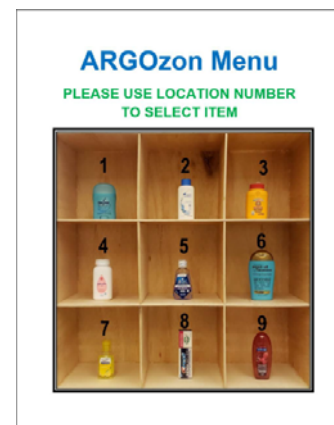 ARGOzon Menu
PLEASE USE LOCATION NUMBER
TO SELECT ITEM
1 2 3
4 5 6
7 8 9